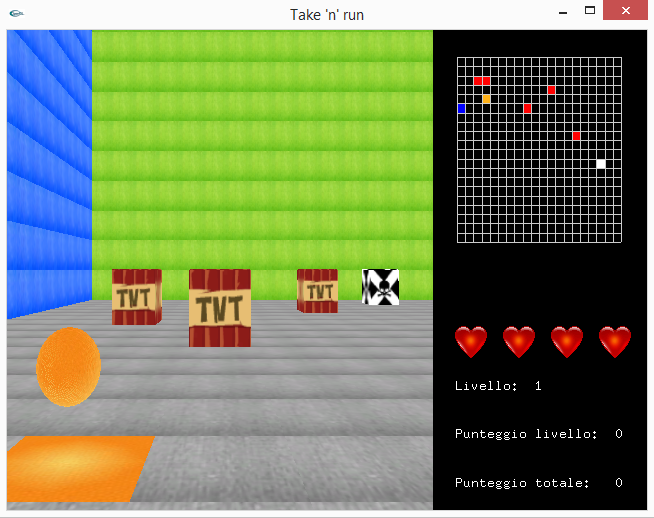 Take 'n' run
TNT
TNT
TNT
Livello: 1
Punteggio livello: 0
Punteggio totale: 0